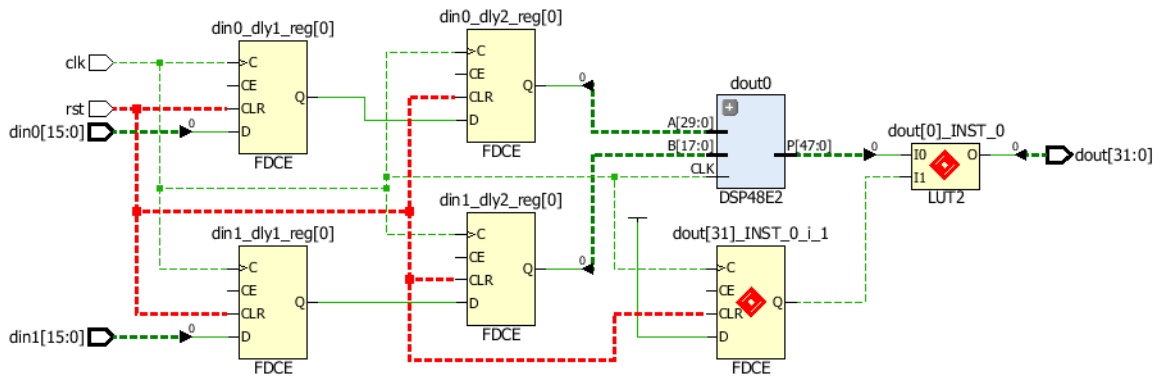 clk
rst
din0[15:0]
0
din1[15:0]
0
din0_dly1_reg[0]
C
CE
CLR
D
Q
FDCE
din1_dly1_reg[0]
C
CE
CLR
D
Q
FDCE
din0_dly2_reg[0]
C
CE
CLR
D
Q
FDCE
0
din1_dly2_reg[0]
C
CE
CLR
D
Q
FDCE
0
dout0
A[29:0]
B[17:0]
CLK
P[47:0]
DSP48E2
0
dout[31]_INST_0_i_1
C
CE
CLR
D
Q
FDCE
dout[0]_INST_0
I0
I1
O
LUT2
0
dout[31:0]